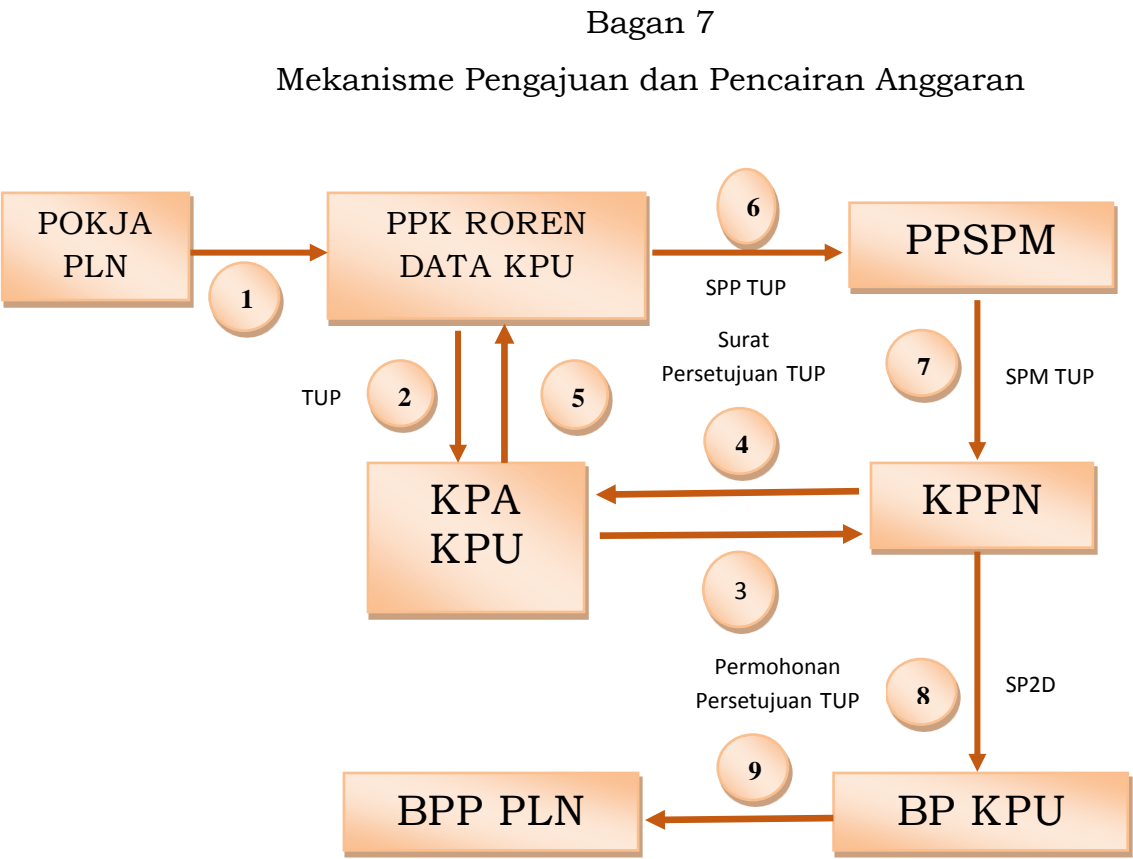 Bagan 7
Mekanisme Pengajuan dan Pencairan Anggaran
POKJA
PLN
1
PPK ROREN
DATA KPU
6
SPP TUP
PPSPM
TUP
2
5
Surat
Persetujuan TUP
4
7
SPM TUP
KPA
KPU
KPPN
3
Permohonan
Persetujuan TUP
8
SP2D
9
BPP PLN
BP KPU